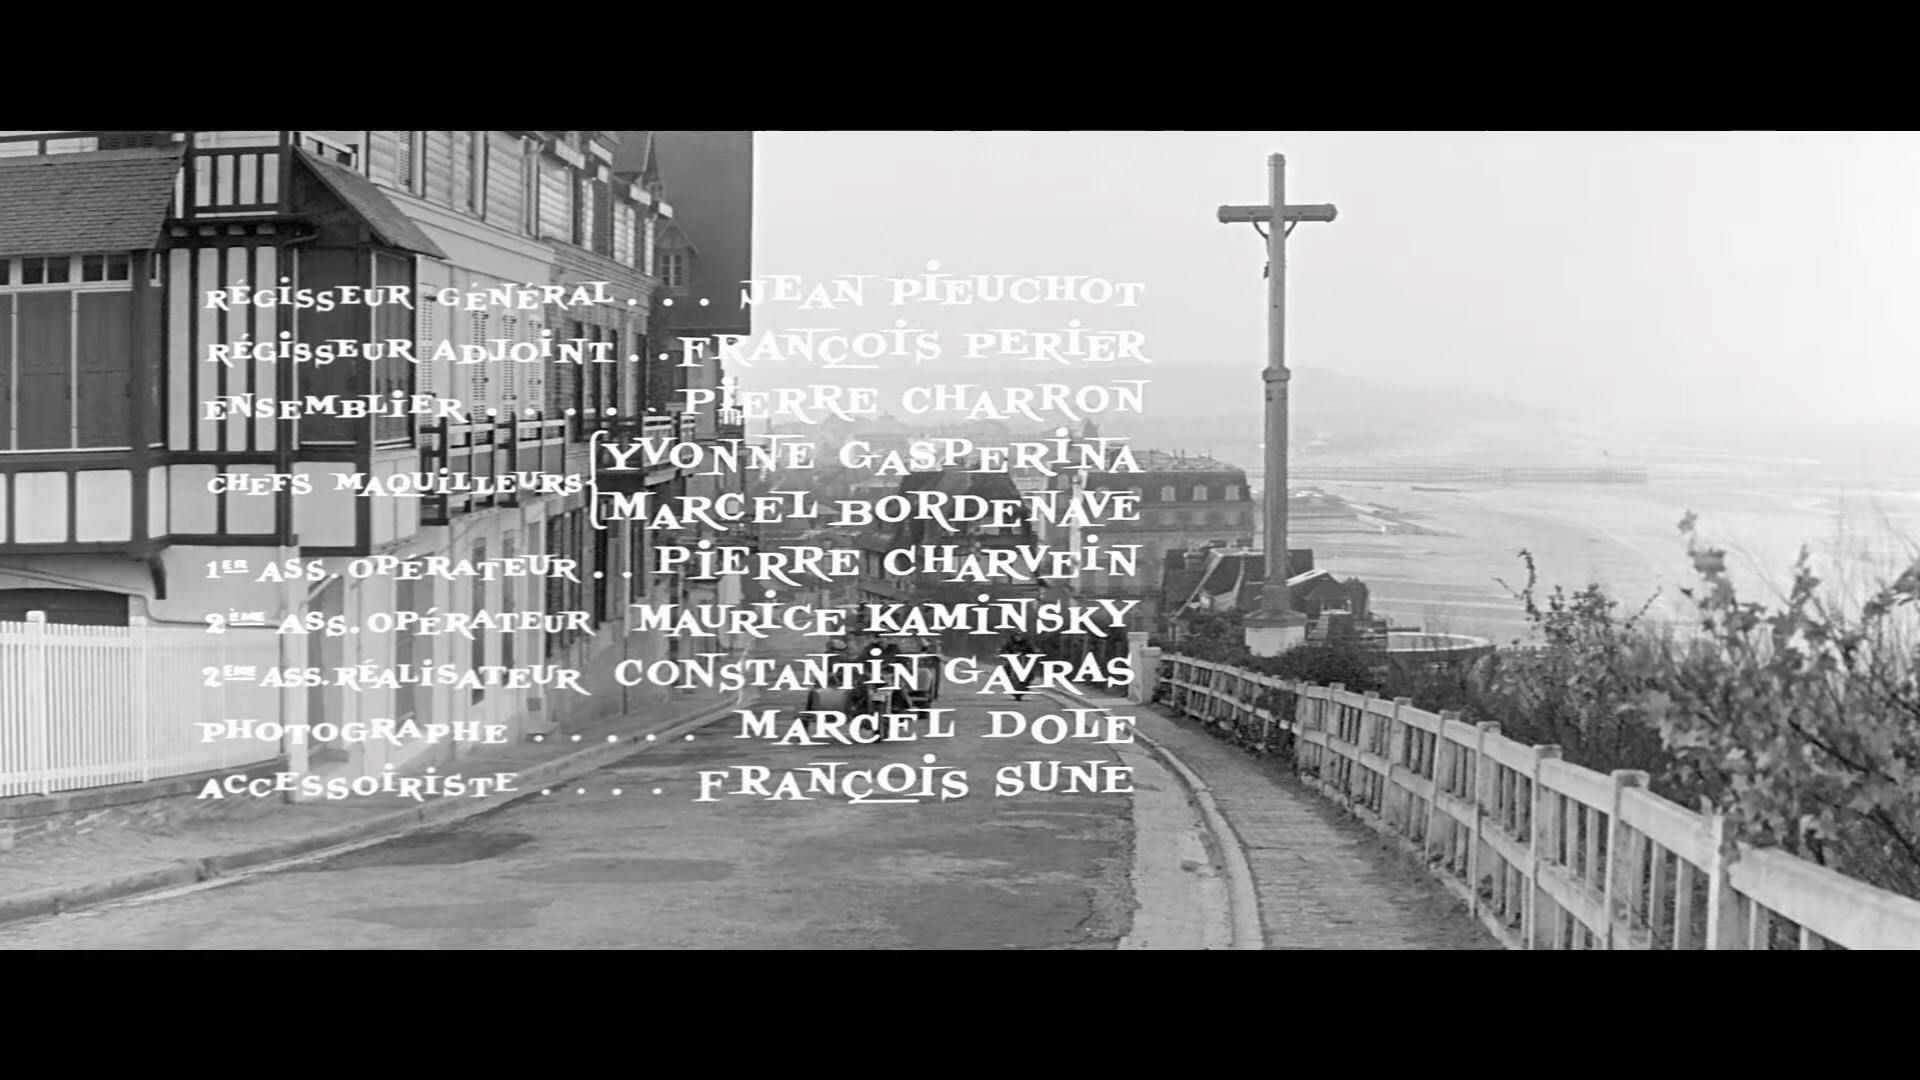 RÉGISSEUR GÉNÉRAL . . . JEAN PIEUCHOT
RÉGISSEUR ADJOINT . . FRANÇOIS PERIER
ENSEMBLIER . . . . . . PIERRE CHARRON
CHEFS MAQUILLEURS { YVONNE GASPERINA
MARCEL BORDENAVE
1ER ASS. OPÉRATEUR . . PIERRE CHARVEIN
2ÈME ASS. OPÉRATEUR MAURICE KAMINSKY
2ÈME ASS. RÉALISATEUR CONSTANTIN GAVRAS
PHOTOGRAPHE . . . . . MARCEL DOLE
ACCESSOIRISTE . . . . FRANÇOIS SUNE